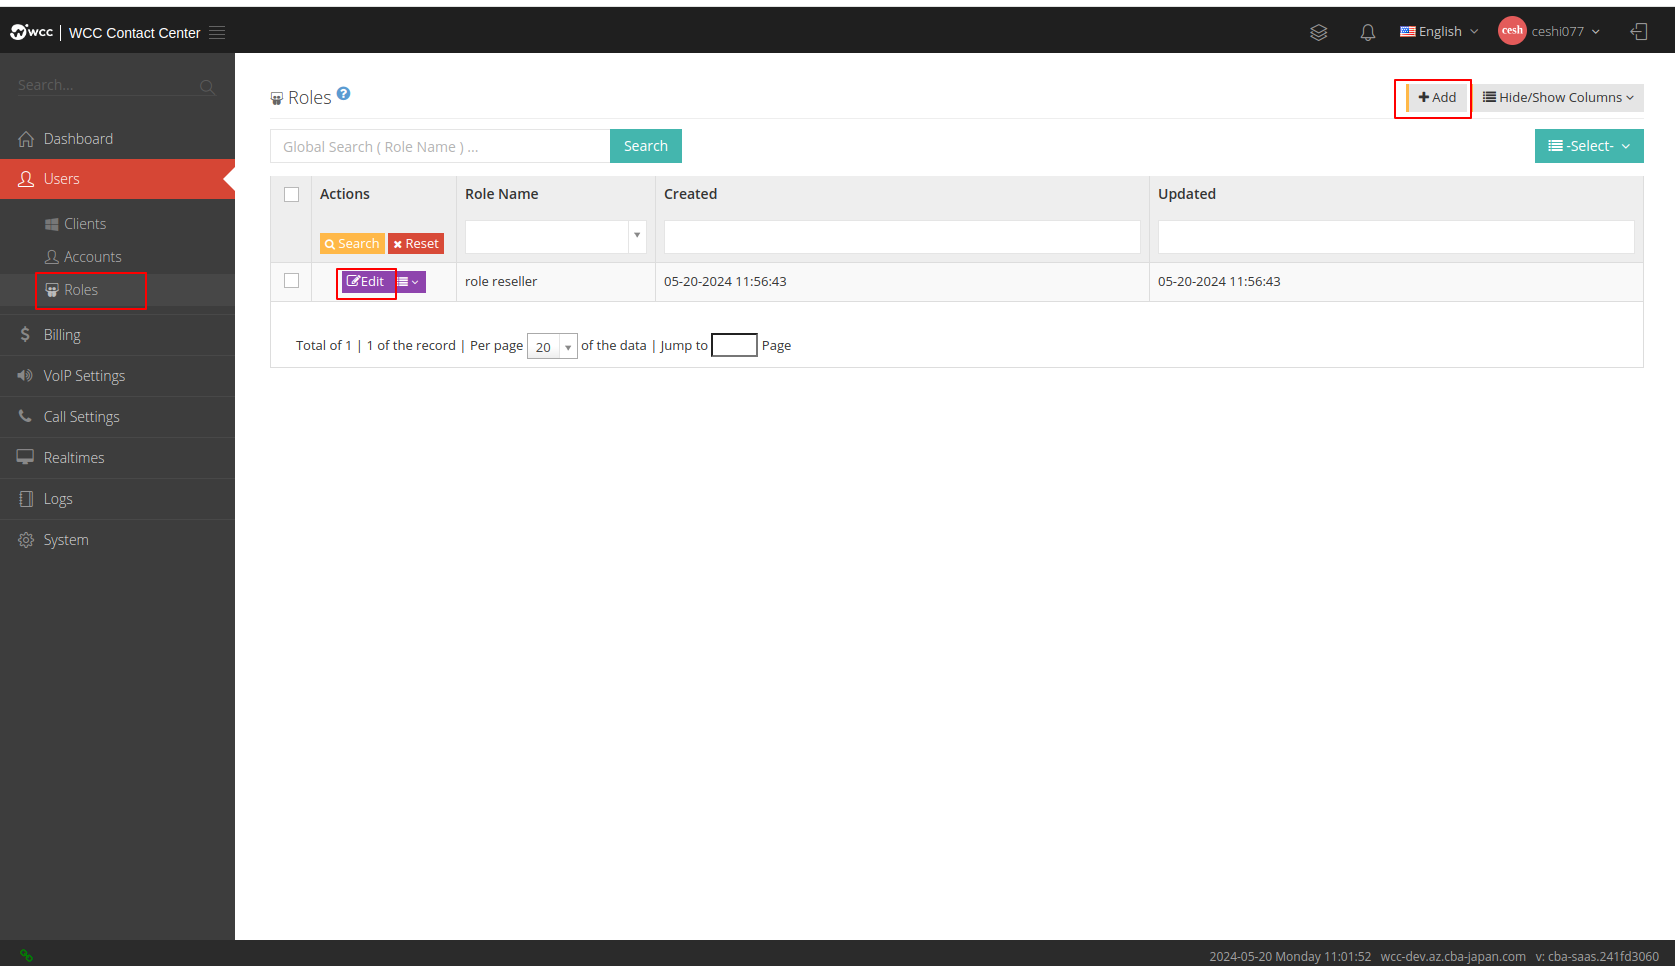 wcc | WCC Contact Center
English
cesh ceshi077
Search...
Dashboard
Users
Clients
Accounts
Roles
Billing
VoIP Settings
Call Settings
Realtimes
Logs
System
Roles ?
+ Add
Hide/Show Columns
Global Search ( Role Name ) ...
Search
-Select-
Actions Role Name Created Updated
Search Reset
Edit role reseller 05-20-2024 11:56:43 05-20-2024 11:56:43
Total of 1 | 1 of the record | Per page 20 of the data | Jump to Page
2024-05-20 Monday 11:01:52 wcc-dev.az.cba-japan.com v: cba-saas.241fd3060